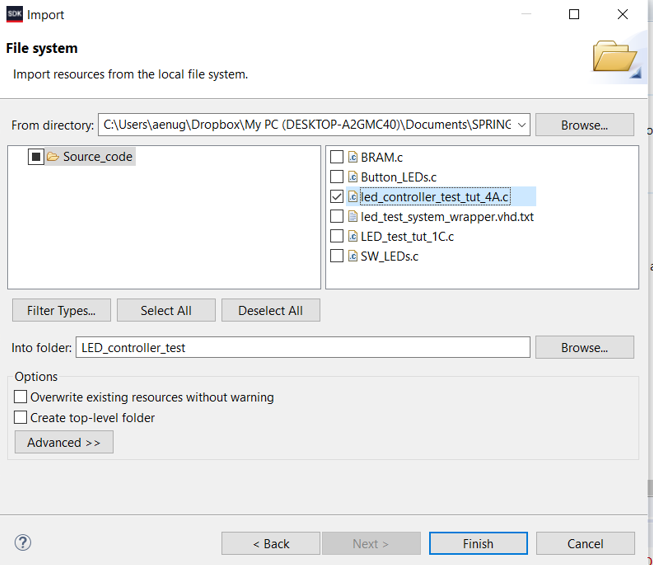 SDK Import
File system
Import resources from the local file system.
From directory: C:\Users\aenug\Dropbox\My PC (DESKTOP-A2GMC40)\Documents\SPRING
Browse...
Source_code
BRAM.c
Button_LEDs.c
led_controller_test_tut_4A.c
led_test_system_wrapper.vhd.txt
LED_test_tut_1C.c
SW_LEDs.c
Filter Types... Select All Deselect All
Into folder: LED_controller_test Browse...
Options
Overwrite existing resources without warning
Create top-level folder
Advanced >>
? < Back Next > Finish Cancel